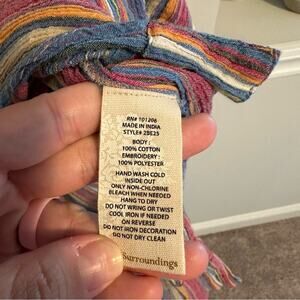 RN# 101206
MADE IN INDIA
STYLE# 2BE25
BODY :
100% COTTON
EMBROIDERY :
100% POLYESTER
HAND WASH COLD
INSIDE OUT
ONLY NON-CHLORINE
BLEACH WHEN NEEDED
HANG TO DRY
DO NOT WRING OR TWIST
COOL IRON IF NEEDED
ON REVERSE
DO NOT IRON DECORATION
GO NOT DRY CLEAN
Surroundings